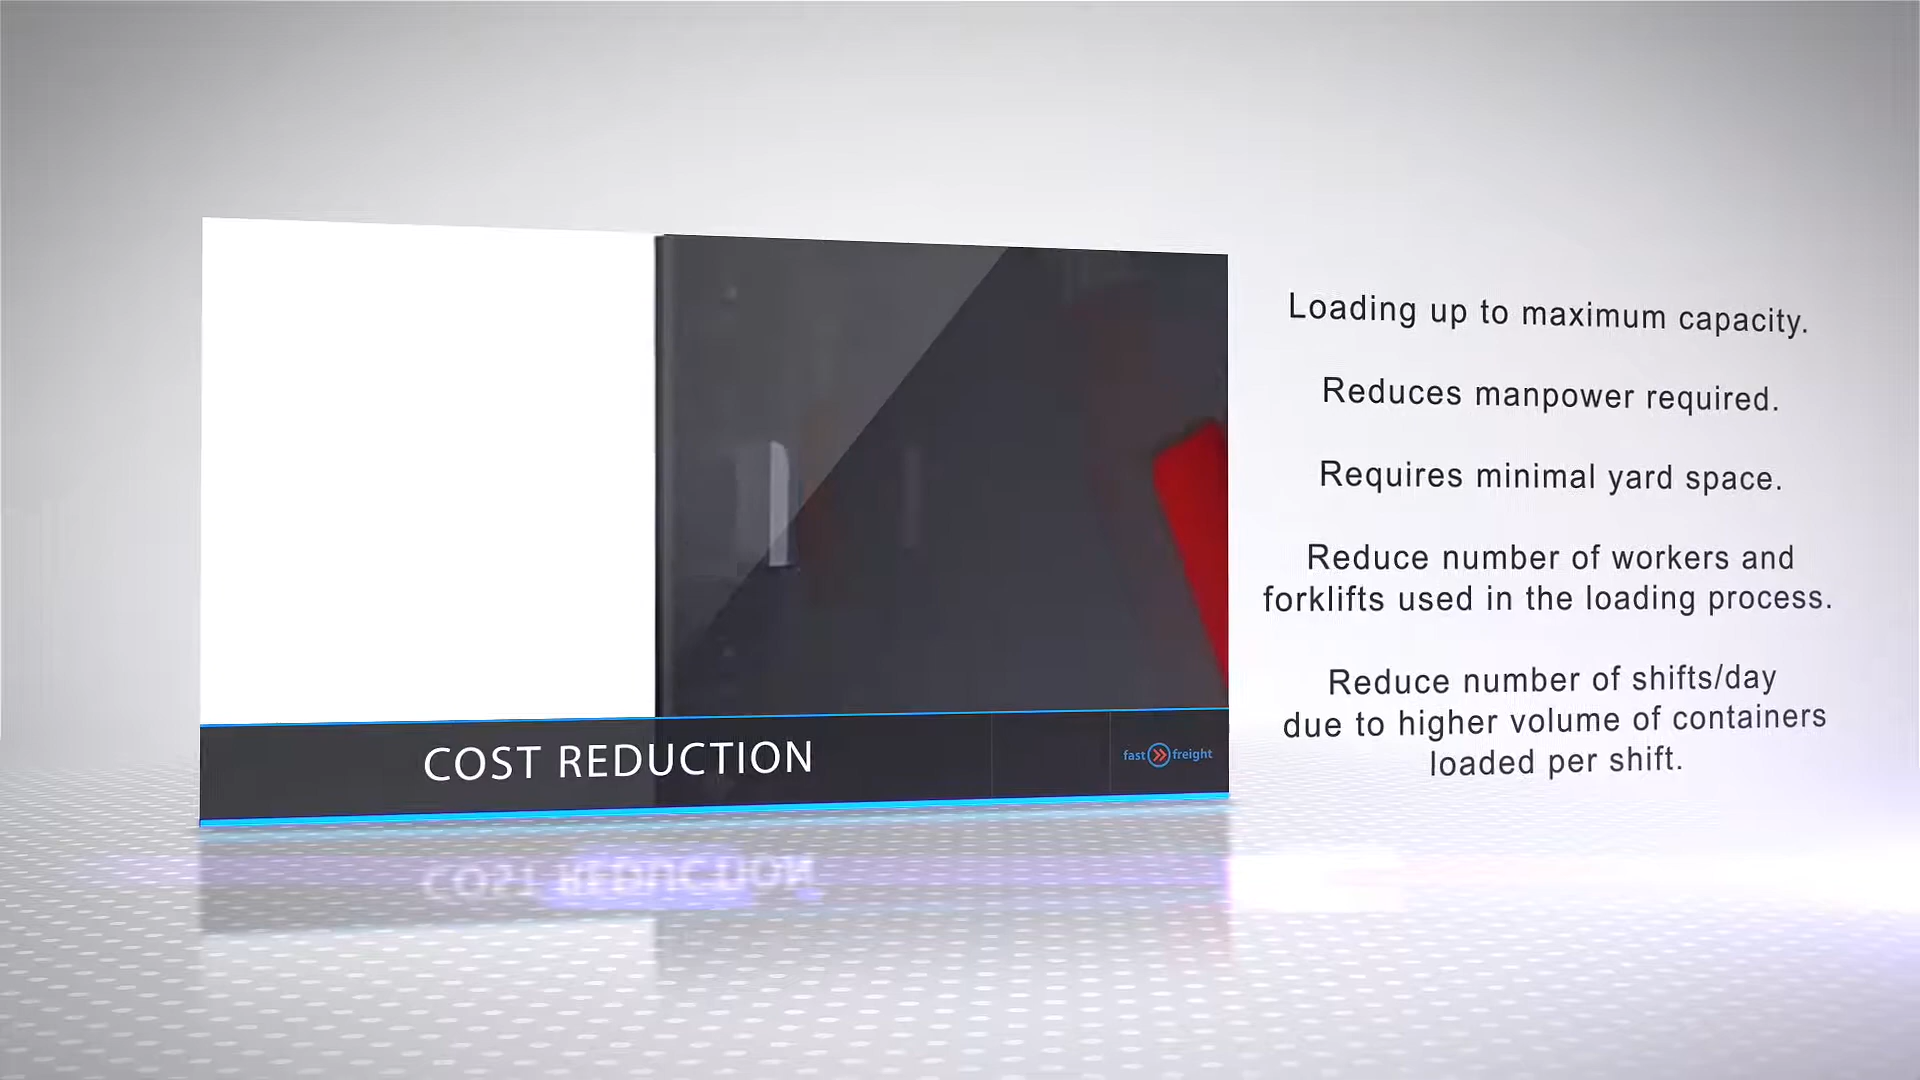 Loading up to maximum capacity.
Reduces manpower required.
Requires minimal yard space.
Reduce number of workers and
forklifts used in the loading process.
Reduce number of shifts/day
due to higher volume of containers
loaded per shift.
COST REDUCTION
fast freight